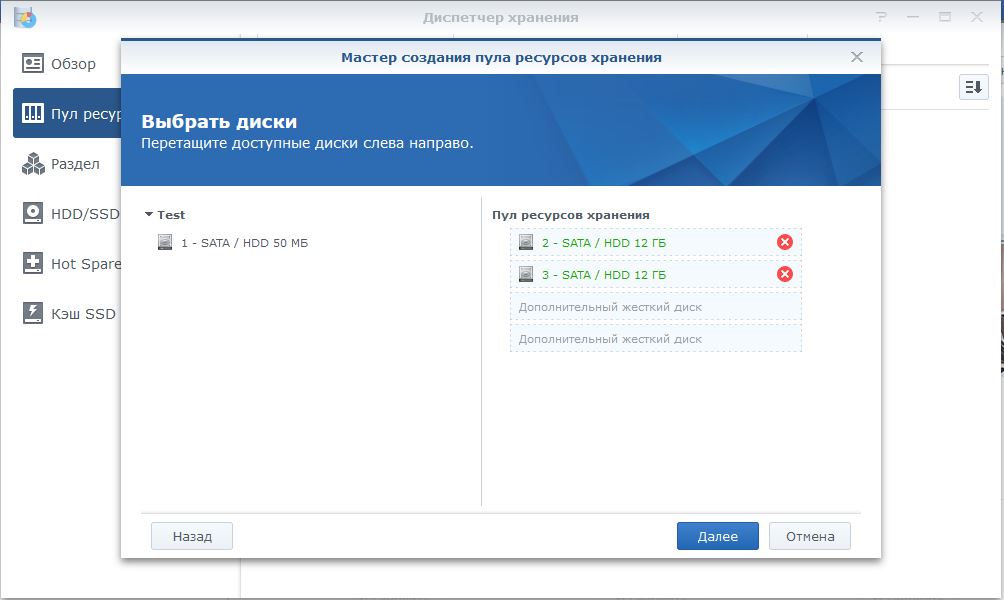 Диспетчер хранения
Обзор
Пул ресур
Раздел
HDD/SSD
Hot Spare
Кэш SSD
Мастер создания пула ресурсов хранения
Выбрать диски
Перетащите доступные диски слева направо.
Test
1 - SATA / HDD 50 МБ
Пул ресурсов хранения
2 - SATA / HDD 12 ГБ
3 - SATA / HDD 12 ГБ
Дополнительный жесткий диск
Дополнительный жесткий диск
Назад
Далее
Отмена